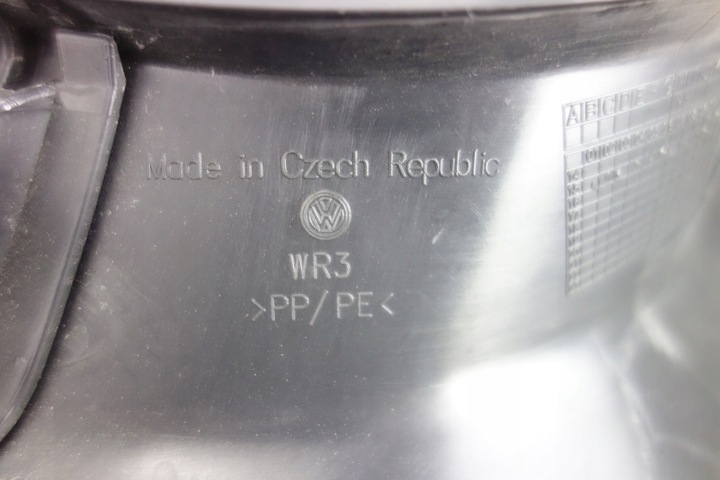 Made in Czech Republic
WR3
>PP/PE<
A B C D E